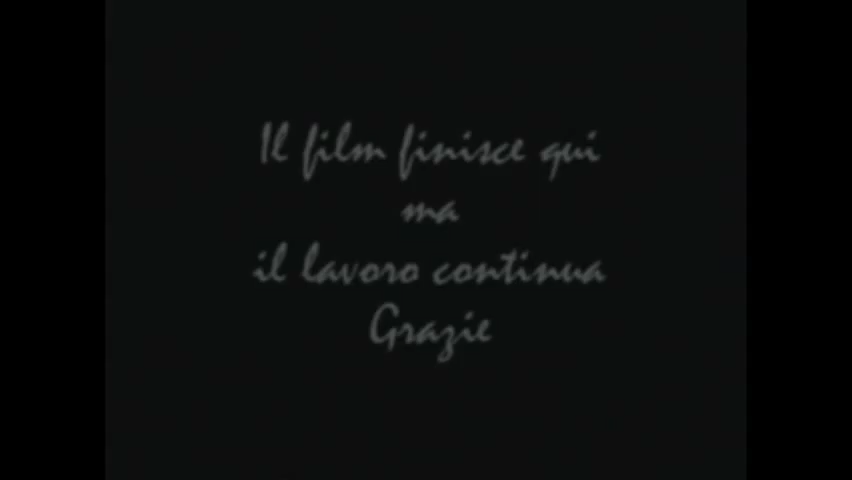 Il film finisce qui
ma
il lavoro continua
Grazie